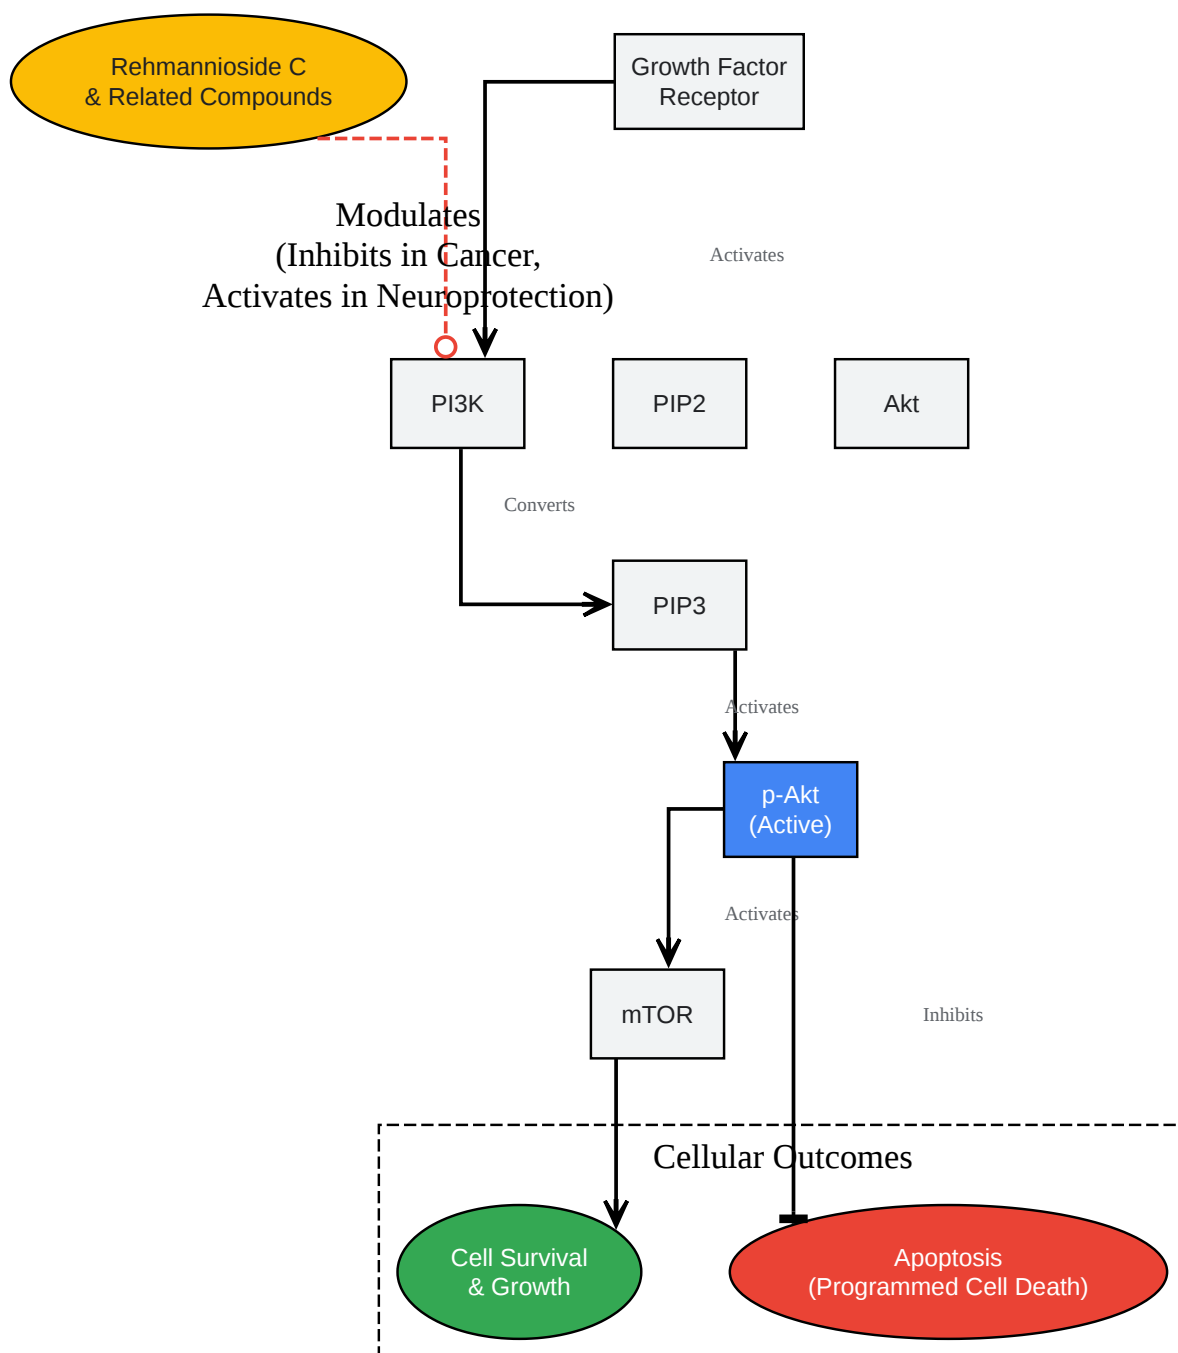 Rehmannioside C
& Related Compounds
Growth Factor
Receptor
Modulates
(Inhibits in Cancer,
Activates in Neuroprotection)
Activates
PI3K
PIP2
Akt
Converts
PIP3
Activates
p-Akt
(Active)
Activates
mTOR
Inhibits
Cellular Outcomes
Cell Survival
& Growth
Apoptosis
(Programmed Cell Death)